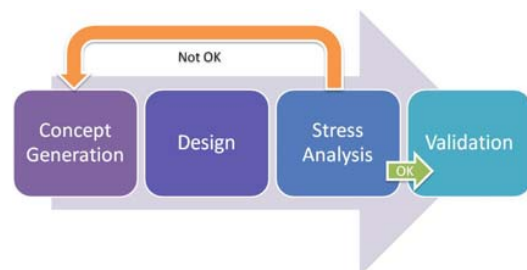 Not OK
Concept
Generation
Design
Stress
Analysis
Validation
OK